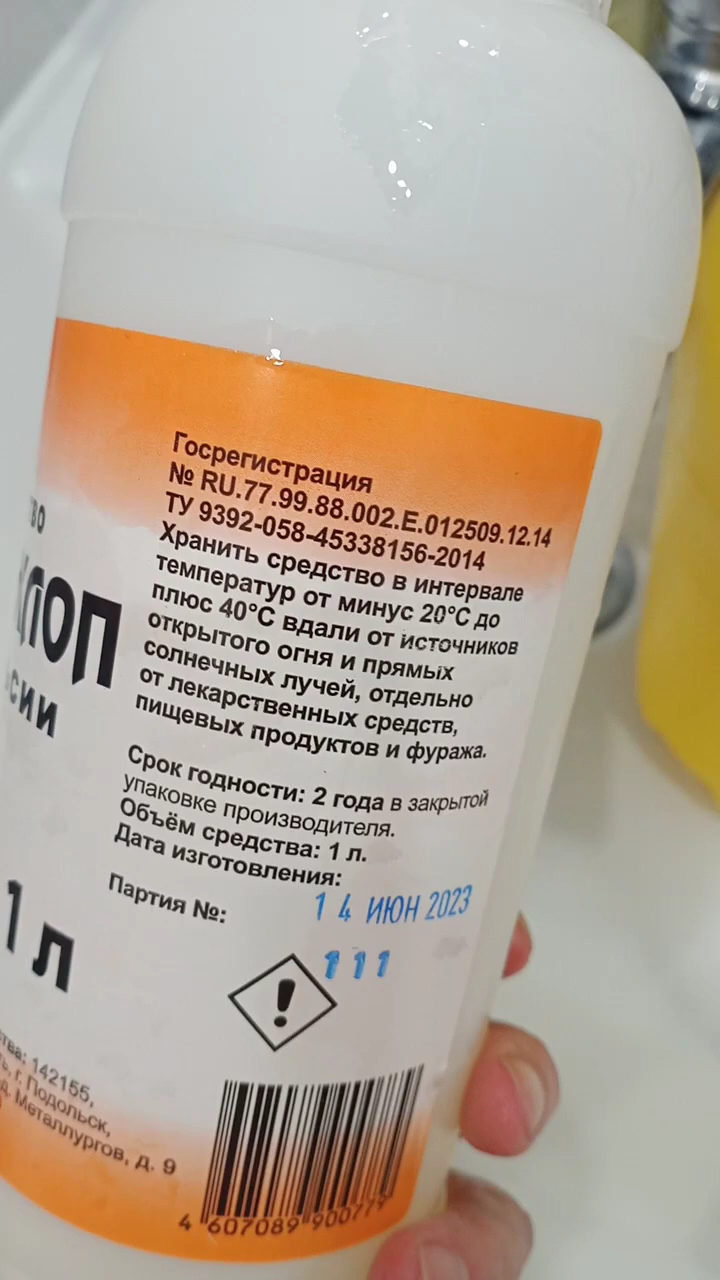 Госрегистрация
№ RU.77.99.88.002.Е.012509.12.14
ТУ 9392-058-45338156-2014
Хранить средство в интервале
температур от минус 20°С до
плюс 40°С вдали от источников
открытого огня и прямых
солнечных лучей, отдельно
от лекарственных средств,
пищевых продуктов и фуража.
Срок годности: 2 года в закрытой
упаковке производителя.
Объём средства: 1 л.
Дата изготовления:
14 ИЮН 2023
Партия №:
111
1 л
142155,
г. Подольск,
Металлургов, д. 9
4 607089 900779